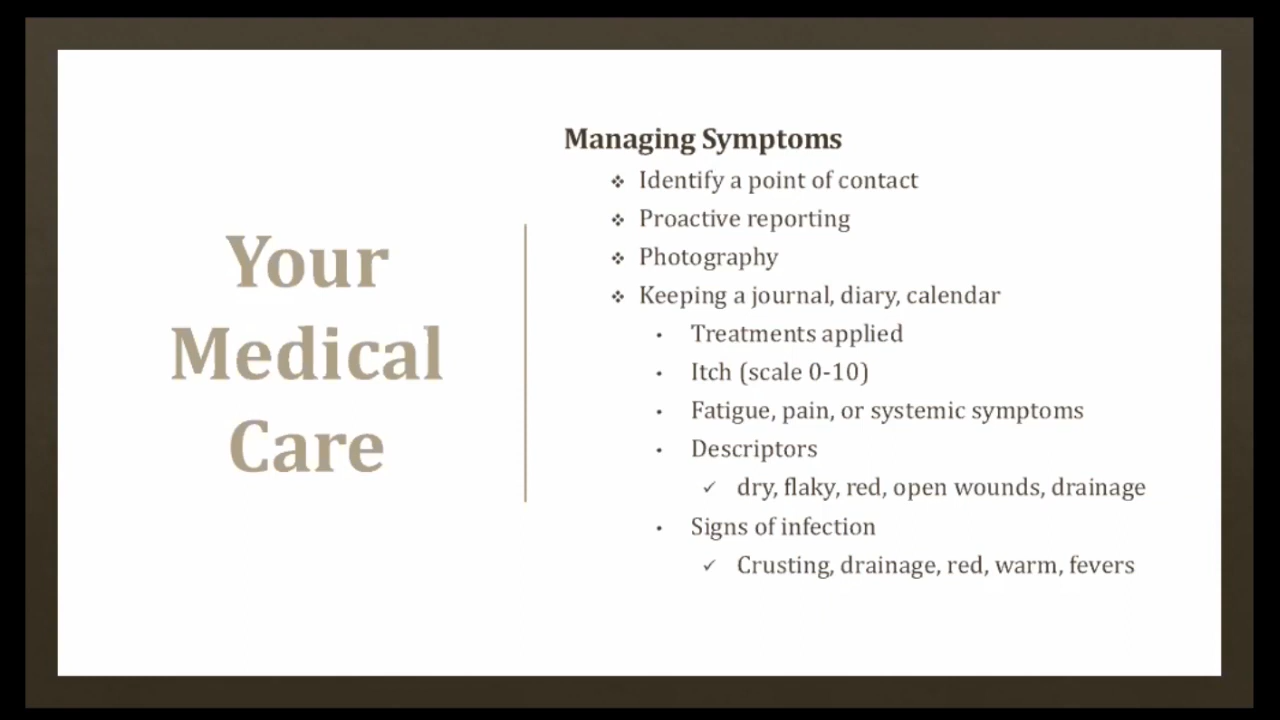 Your
Medical
Care
Managing Symptoms
❖ Identify a point of contact
❖ Proactive reporting
❖ Photography
❖ Keeping a journal, diary, calendar
• Treatments applied
• Itch (scale 0-10)
• Fatigue, pain, or systemic symptoms
• Descriptors
✓ dry, flaky, red, open wounds, drainage
• Signs of infection
✓ Crusting, drainage, red, warm, fevers